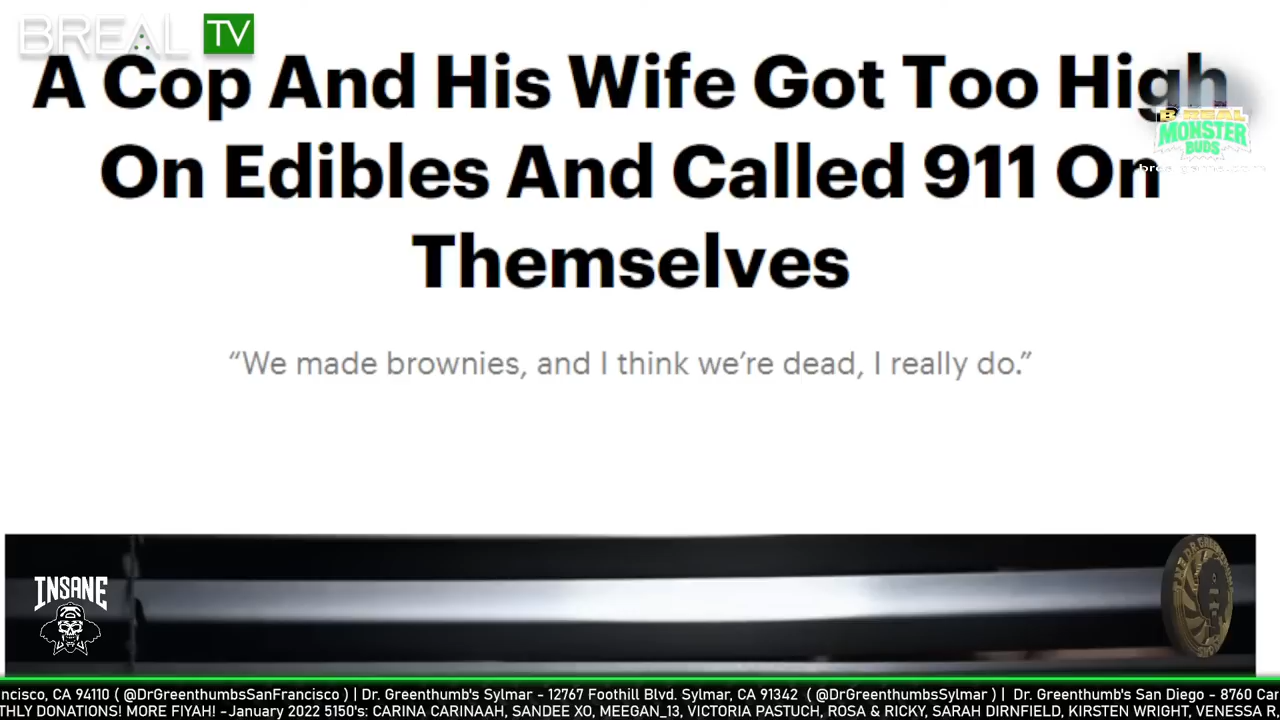 BREAL TV
A Cop And His Wife Got Too High
On Edibles And Called 911 On
Themselves
“We made brownies, and I think we’re dead, I really do.”
B REAL
MONSTER
BUDS
INSANE
ncisco, CA 94110 ( @DrGreenthumbsSanFrancisco ) | Dr. Greenthumb's Sylmar - 12767 Foothill Blvd. Sylmar, CA 91342 ( @DrGreenthumbsSylmar ) | Dr. Greenthumb's San Diego - 8760 Car
THLY DONATIONS! MORE FIYAH! -January 2022 5150's: CARINA CARINAAH, SANDEE XO, MEEGAN_13, VICTORIA PASTUCH, ROSA & RICKY, SARAH DIRNFIELD, KIRSTEN WRIGHT, VENESSA R,